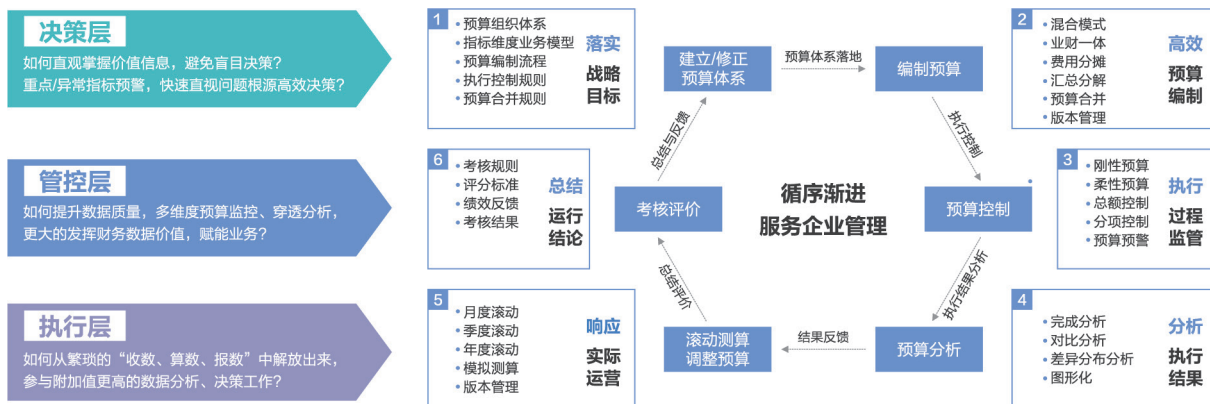 决策层
如何直观掌握价值信息，避免盲目决策？
重点/异常指标预警，快速直视问题根源高效决策？
管控层
如何提升数据质量，多维度预算监控、穿透分析，
更大的发挥财务数据价值，赋能业务？
执行层
如何从繁琐的“收数、算数、报数”中解放出来，
参与附加值更高的数据分析、决策工作？
1
• 预算组织体系
• 指标维度业务模型
• 预算编制流程
• 执行控制规则
• 预算合并规则
落实
战略
目标
建立/修正
预算体系
预算体系落地
编制预算
2
• 混合模式
• 业财一体
• 费用分摊
• 汇总分解
• 预算合并
• 版本管理
高效
预算
编制
执行控制
预算控制
3
• 刚性预算
• 柔性预算
• 总额控制
• 分项控制
• 预算预警
执行
过程
监管
执行结果分析
预算分析
4
• 完成分析
• 对比分析
• 差异分布分析
• 图形化
分析
执行
结果
结果反馈
滚动测算
调整预算
5
• 月度滚动
• 季度滚动
• 年度滚动
• 模拟测算
• 版本管理
响应
实际
运营
总结评价
考核评价
6
• 考核规则
• 评分标准
• 绩效反馈
• 考核结果
总结
运行
结论
总结与反馈
循序渐进
服务企业管理